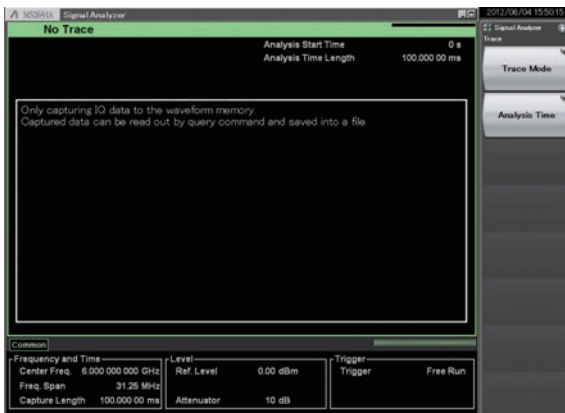 MS2691A Signal Analyzer
2012/06/04 15:50:15
No Trace
Analysis Start Time 0 s
Analysis Time Length 100.000 00 ms
Only capturing IQ data to the waveform memory.
Captured data can be read out by query command and saved into a file.
Signal Analyzer
Trace
Trace Mode
Analysis Time
Common
Frequency and Time
Center Freq. 6.000 000 000 GHz
Freq. Span 31.25 MHz
Capture Length 100.000 00 ms
Level
Ref. Level 0.00 dBm
Attenuator 10 dB
Trigger
Trigger Free Run